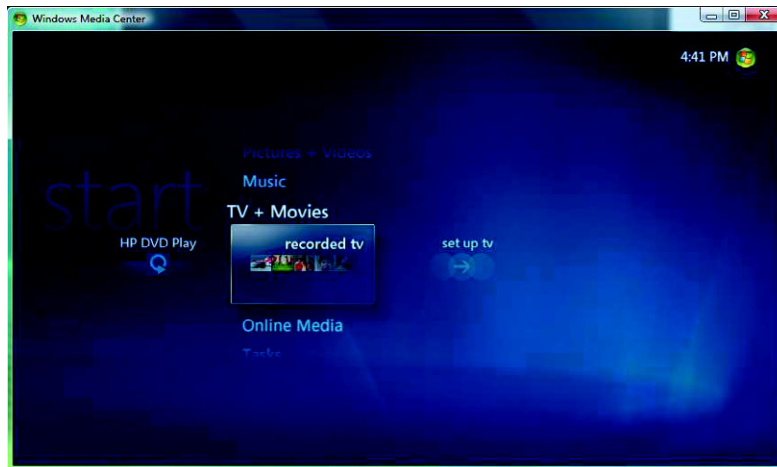 Windows Media Center
4:41 PM
Pictures + Videos
start
Music
TV + Movies
HP DVD Play
recorded tv
set up tv
Online Media
Tasks